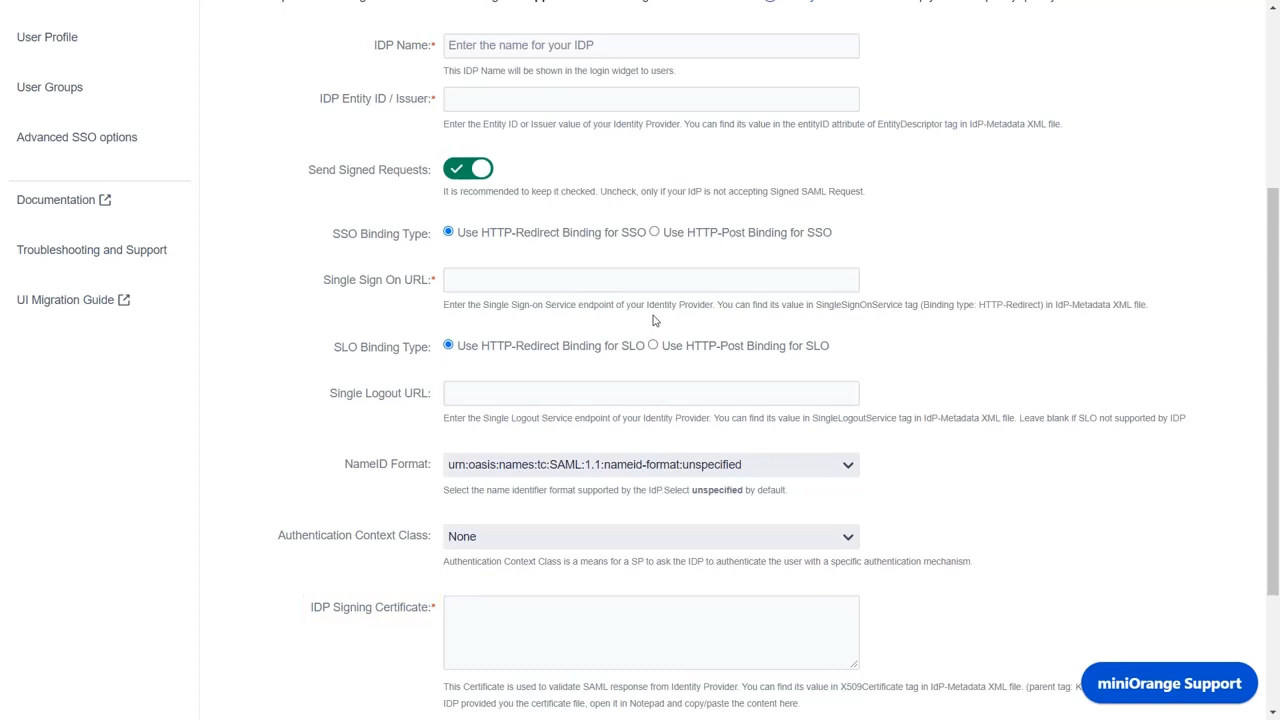 User Profile
User Groups
Advanced SSO options
Documentation
Troubleshooting and Support
UI Migration Guide
IDP Name:*
Enter the name for your IDP
This IDP Name will be shown in the login widget to users.
IDP Entity ID / Issuer:*
Enter the Entity ID or Issuer value of your Identity Provider. You can find its value in the entityID attribute of EntityDescriptor tag in IdP-Metadata XML file.
Send Signed Requests:
It is recommended to keep it checked. Uncheck, only if your IdP is not accepting Signed SAML Request.
SSO Binding Type: Use HTTP-Redirect Binding for SSO Use HTTP-Post Binding for SSO
Single Sign On URL:*
Enter the Single Sign-on Service endpoint of your Identity Provider. You can find its value in SingleSignOnService tag (Binding type: HTTP-Redirect) in IdP-Metadata XML file.
SLO Binding Type: Use HTTP-Redirect Binding for SLO Use HTTP-Post Binding for SLO
Single Logout URL:
Enter the Single Logout Service endpoint of your Identity Provider. You can find its value in SingleLogoutService tag in IdP-Metadata XML file. Leave blank if SLO not supported by IDP
NameID Format: urn:oasis:names:tc:SAML:1.1:nameid-format:unspecified
Select the name identifier format supported by the IdP.Select unspecified by default.
Authentication Context Class: None
Authentication Context Class is a means for a SP to ask the IDP to authenticate the user with a specific authentication mechanism.
IDP Signing Certificate:*
This Certificate is used to validate SAML response from Identity Provider. You can find its value in X509Certificate tag in IdP-Metadata XML file. (parent tag:
IDP provided you the certificate file, open it in Notepad and copy/paste the content here.
miniOrange Support